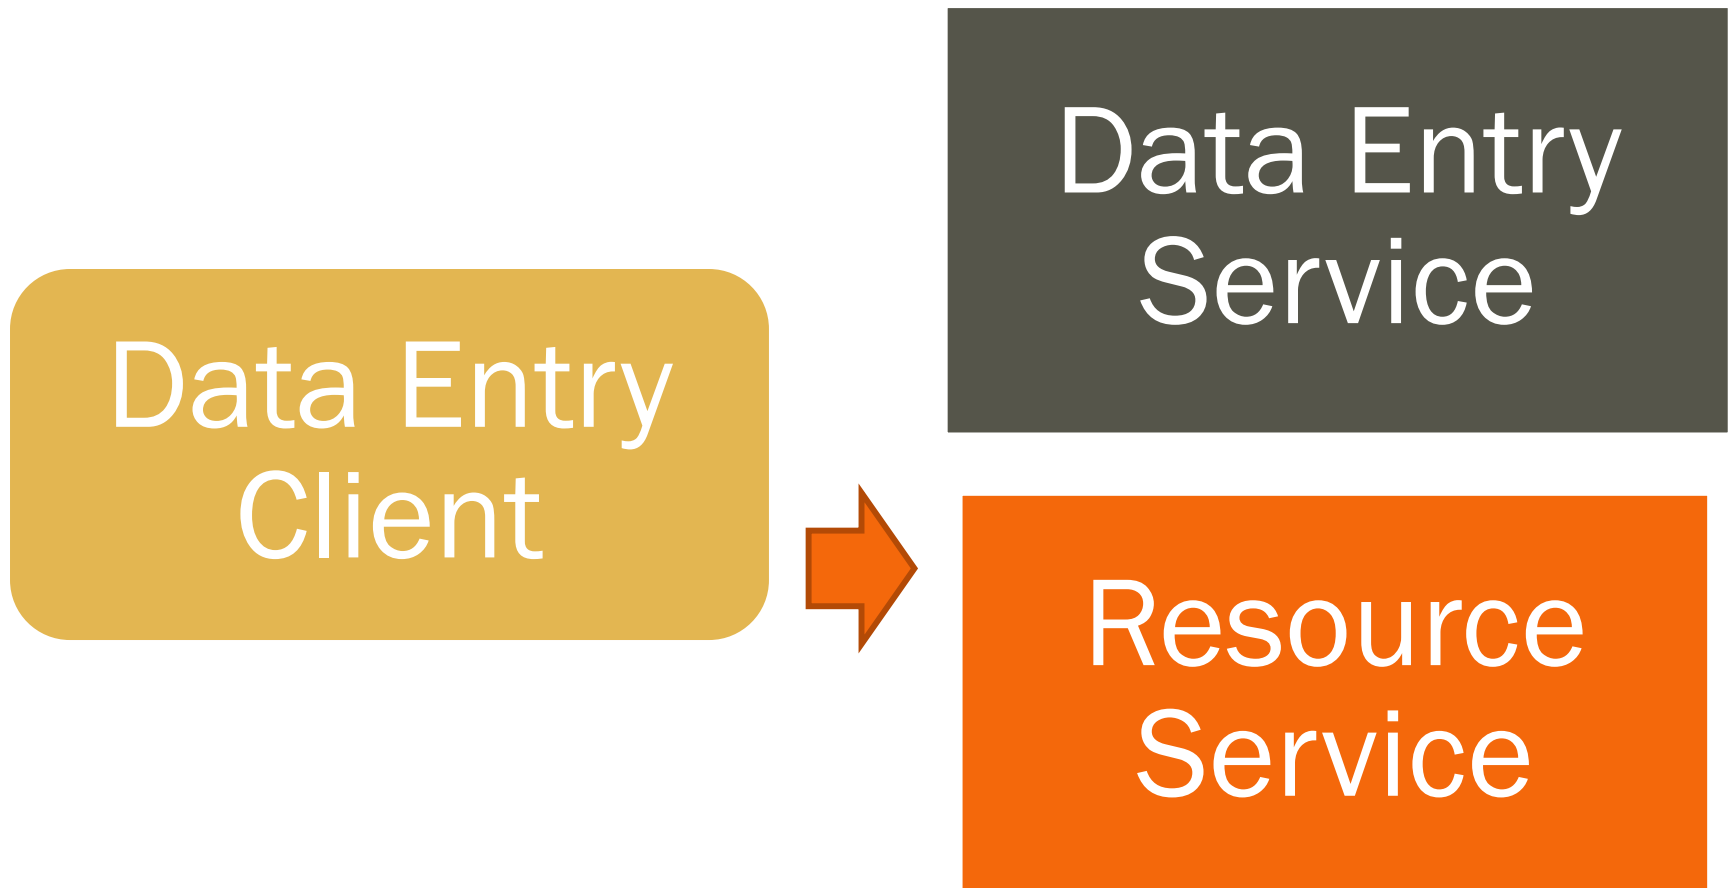 Data Entry
Service
Data Entry
Client
Resource
Service